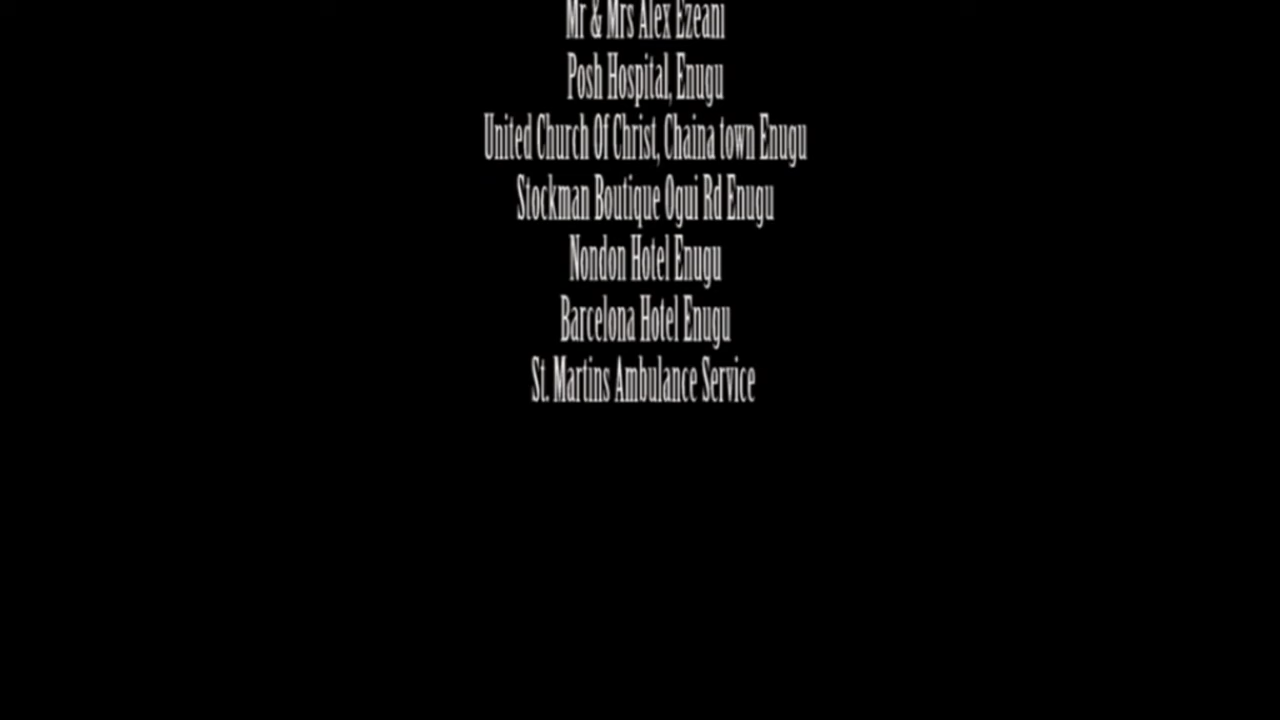 Mr & Mrs Alex Ezeani
Posh Hospital, Enugu
United Church Of Christ, Chaina town Enugu
Stockman Boutique Ogui Rd Enugu
Nondon Hotel Enugu
Barcelona Hotel Enugu
St. Martins Ambulance Service